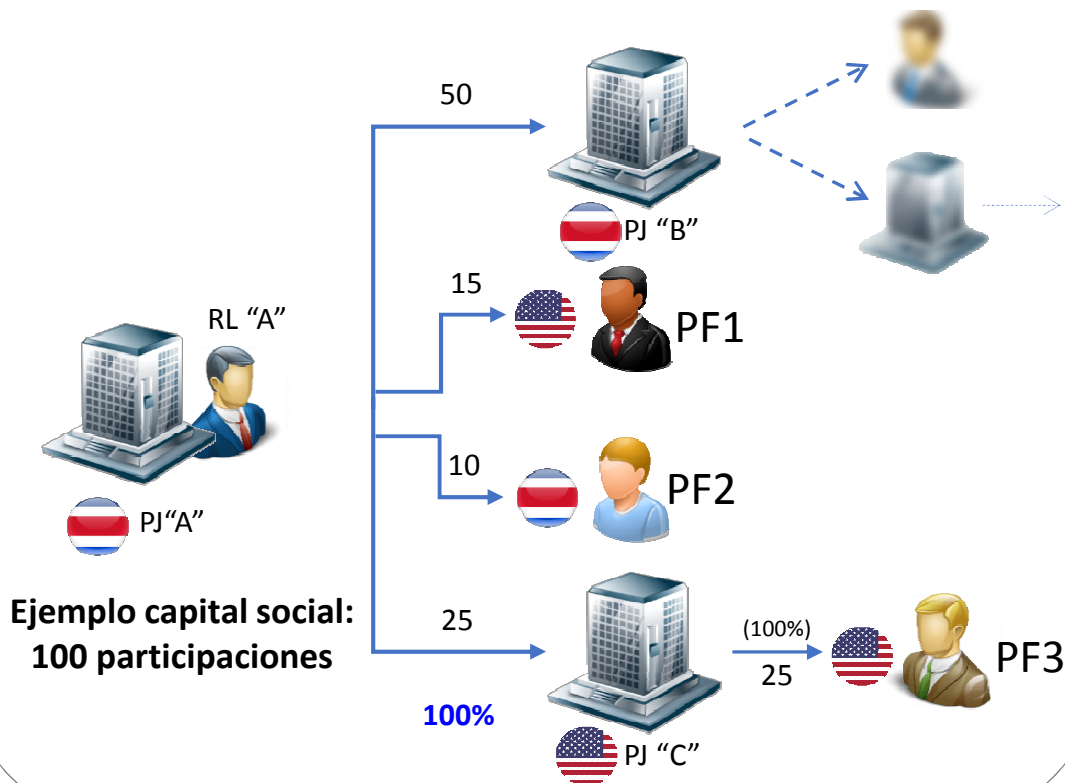 50
PJ “B”
15
PF1
RL “A”
PJ“A”
10
PF2
Ejemplo capital social:
100 participaciones
25
100%
PJ “C”
(100%)
25
PF3